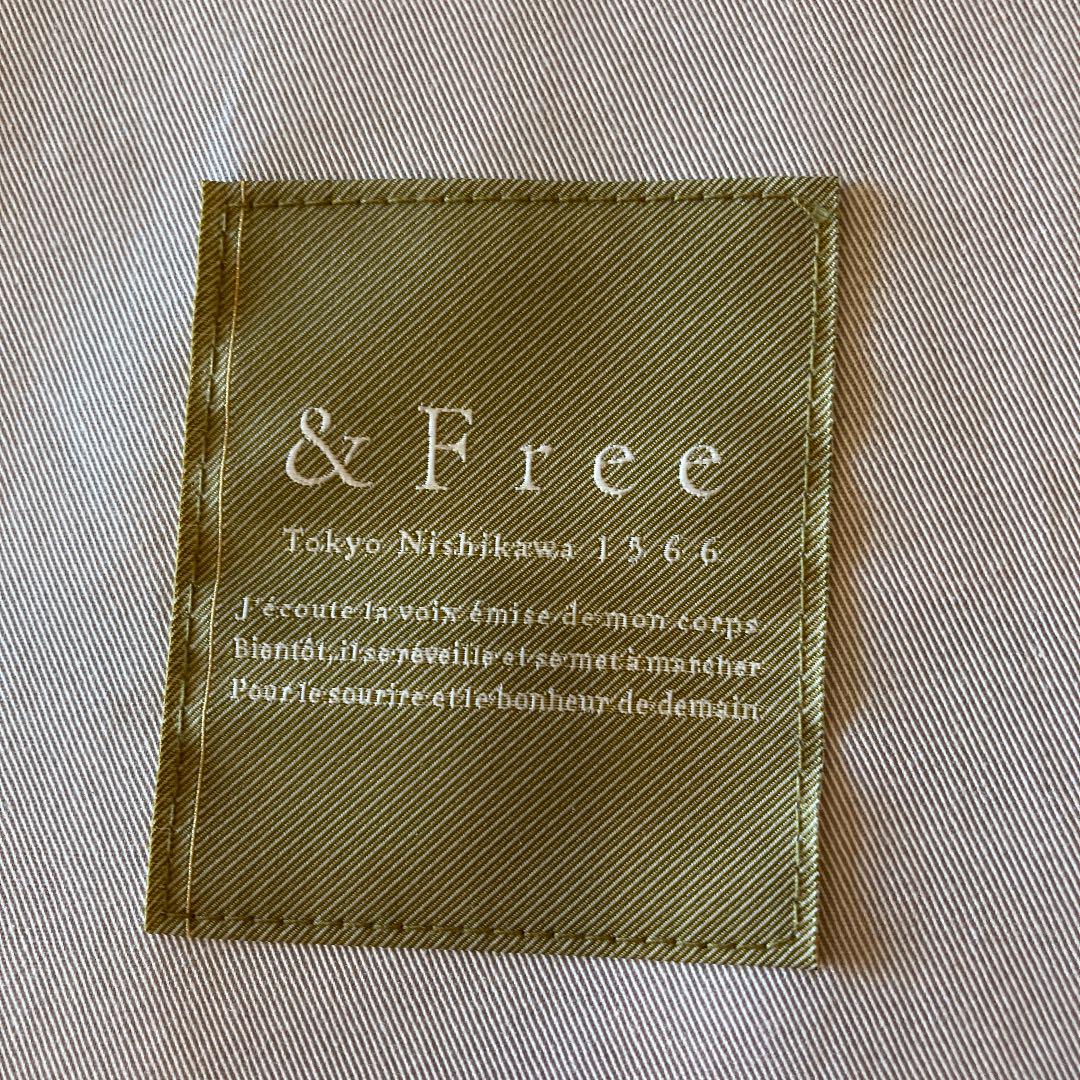 & Free
Tokyo Nishikawa 1566
J'écoute la voix émise de mon corps
Bientôt, il se réveille et se met à marcher
Pour le sourire et le bonheur de demain